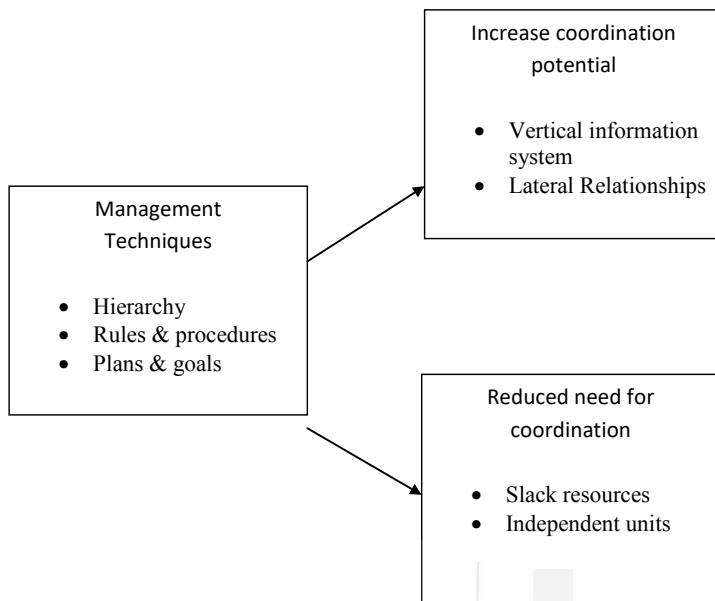 Increase coordination
potential
• Vertical information
system
• Lateral Relationships
Management
Techniques
• Hierarchy
• Rules & procedures
• Plans & goals
Reduced need for
coordination
• Slack resources
• Independent units